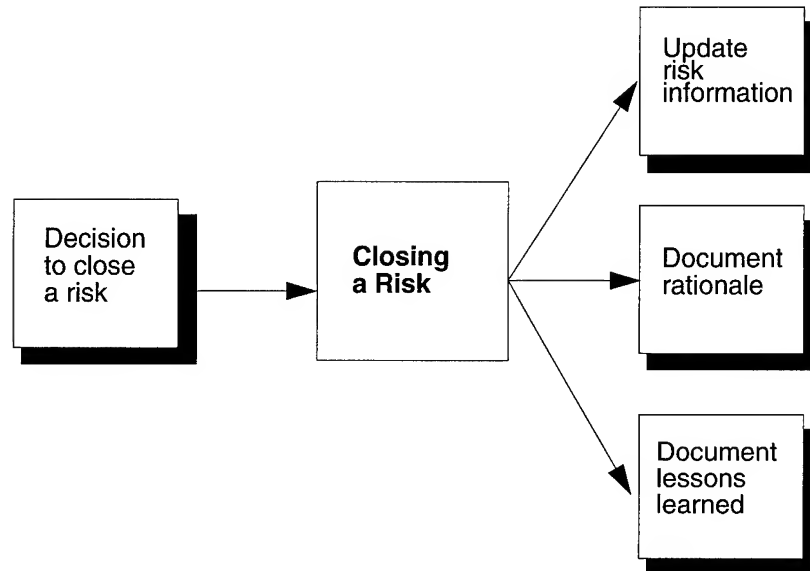 Decision
to close
a risk
Closing
a Risk
Update
risk
information
Document
rationale
Document
lessons
learned